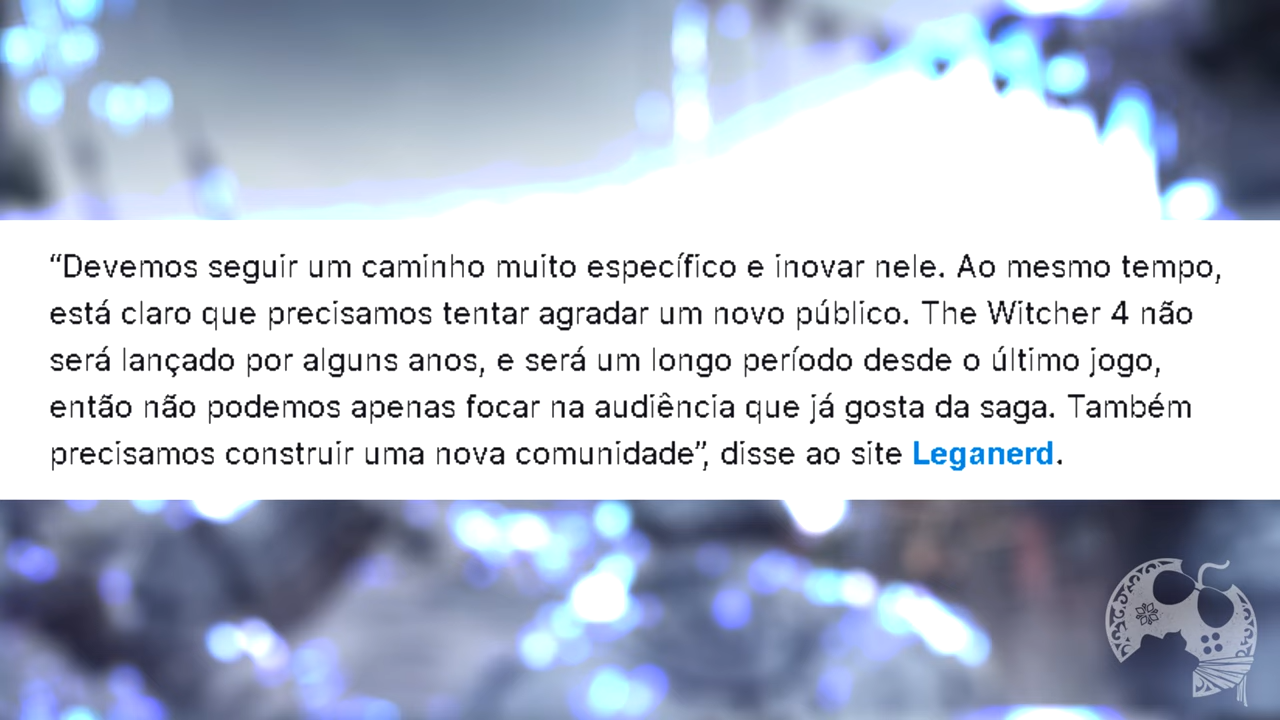 “Devemos seguir um caminho muito específico e inovar nele. Ao mesmo tempo,
está claro que precisamos tentar agradar um novo público. The Witcher 4 não
será lançado por alguns anos, e será um longo período desde o último jogo,
então não podemos apenas focar na audiência que já gosta da saga. Também
precisamos construir uma nova comunidade”, disse ao site Leganerd.